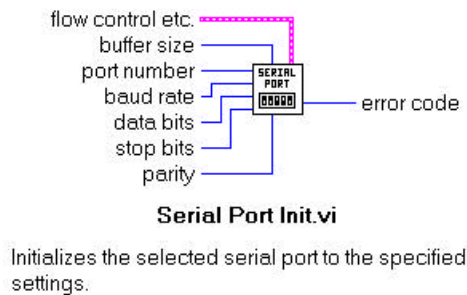 flow control etc.
buffer size
port number
baud rate
data bits
stop bits
parity
SERIAL
PORT
error code
Serial Port Init.vi
Initializes the selected serial port to the specified
settings.